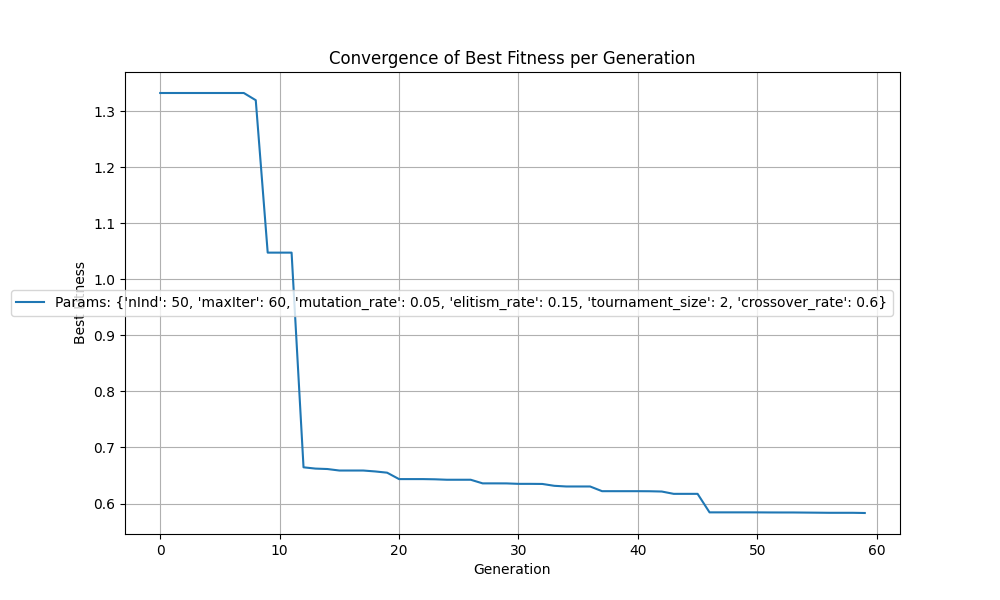 Convergence of Best Fitness per Generation
1.3
1.2
1.1
1.0
0.9
0.8
0.7
0.6
Best
Params: {'nInd': 50, 'maxIter': 60, 'mutation_rate': 0.05, 'elitism_rate': 0.15, 'tournament_size': 2, 'crossover_rate': 0.6}
0 10 20 30 40 50 60
Generation